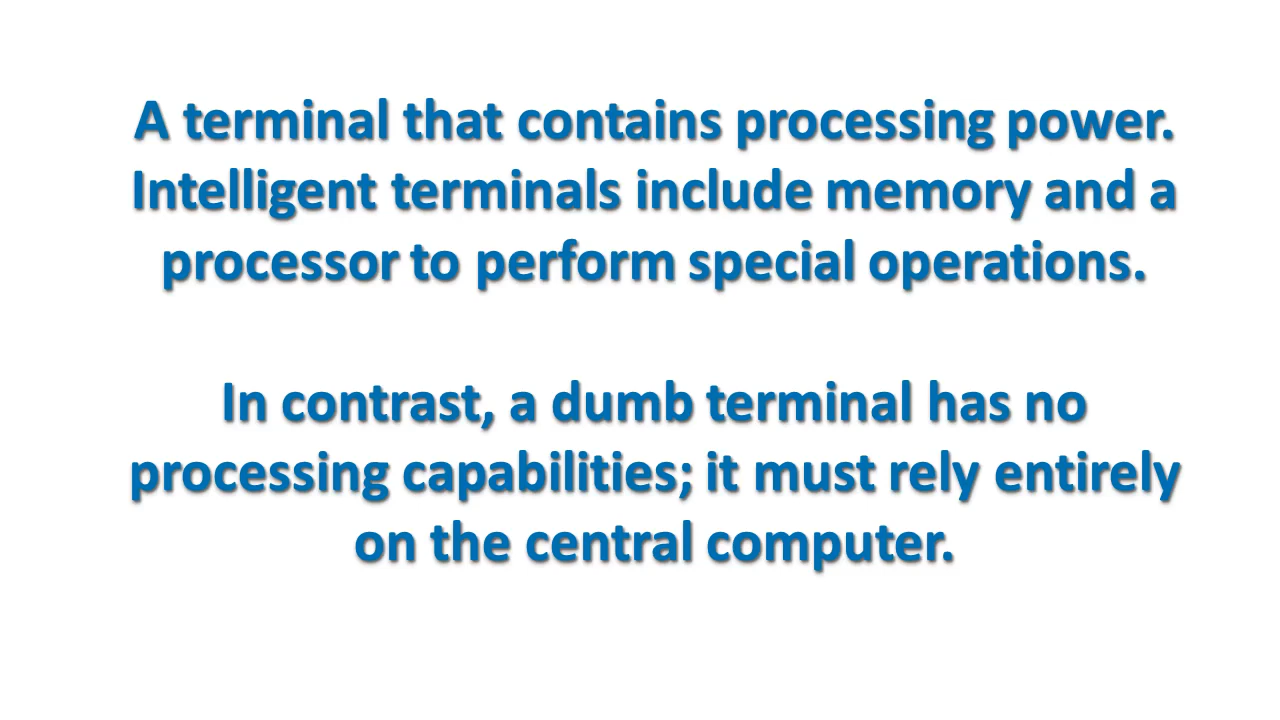 A terminal that contains processing power.
Intelligent terminals include memory and a
processor to perform special operations.
In contrast, a dumb terminal has no
processing capabilities; it must rely entirely
on the central computer.